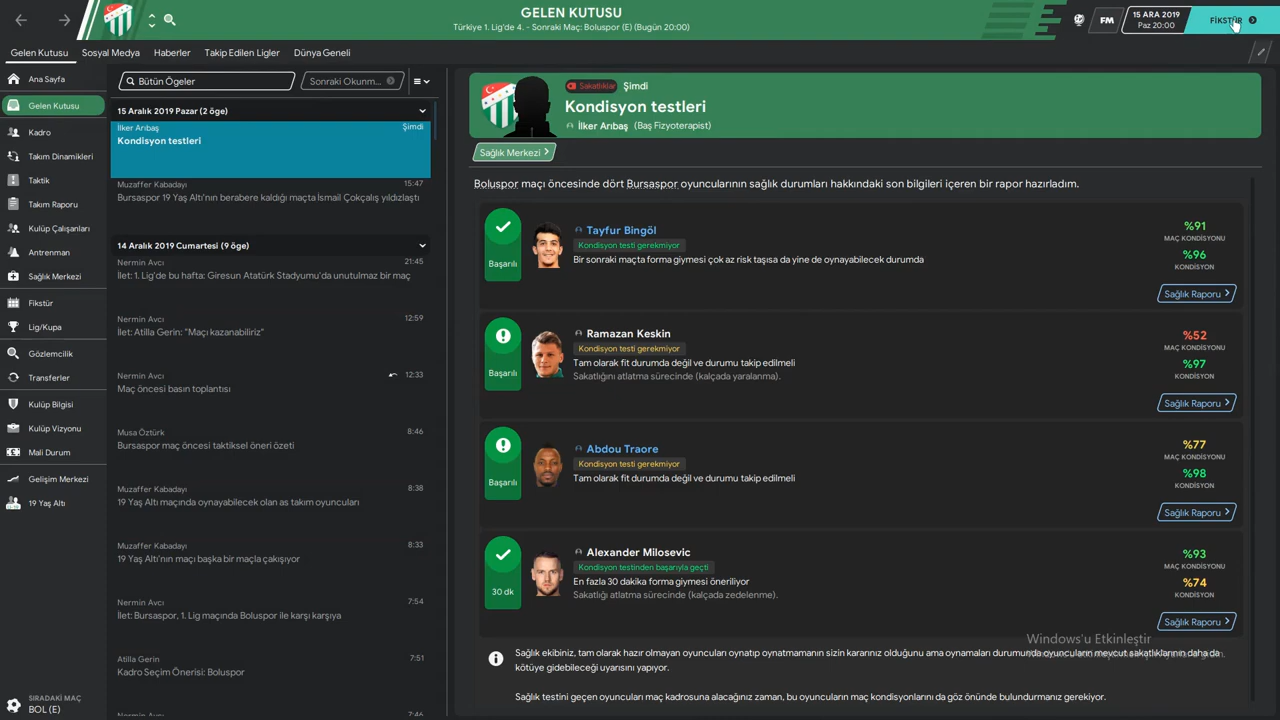 GELEN KUTUSU
Türkiye 1. Lig'de 4. - Sonraki Maç: Boluspor (E) (Bugün 20:00)
FM
15 ARA 2019
Paz 20:00
FİKSTÜR
Gelen Kutusu
Sosyal Medya
Haberler
Takip Edilen Ligler
Dünya Geneli
Ana Sayfa
Gelen Kutusu
Kadro
Takım Dinamikleri
Taktik
Takım Raporu
Kulüp Çalışanları
Antrenman
Sağlık Merkezi
Fikstür
Lig/Kupa
Gözlemcilik
Transferler
Kulüp Bilgisi
Kulüp Vizyonu
Mali Durum
Gelişim Merkezi
19 Yaş Altı
SIRADAKİ MAÇ
BOL (E)
Bütün Ögeler
Sonraki Okunm...
15 Aralık 2019 Pazar (2 öge)
İlker Arıbaş
Şimdi
Kondisyon testleri
Muzaffer Kabadayı
15:47
Bursaspor 19 Yaş Altı'nın berabere kaldığı maçta İsmail Çokçalış yıldızlaştı
14 Aralık 2019 Cumartesi (9 öge)
Nermin Avcı
21:45
İlet: 1. Lig'de bu hafta: Giresun Atatürk Stadyumu'da unutulmaz bir maç
Nermin Avcı
12:59
İlet: Atilla Gerin: "Maçı kazanabiliriz"
Nermin Avcı
12:33
Maç öncesi basın toplantısı
Musa Öztürk
8:46
Bursaspor maç öncesi taktiksel öneri özeti
Muzaffer Kabadayı
8:38
19 Yaş Altı maçında oynayabilecek olan as takım oyuncuları
Muzaffer Kabadayı
8:33
19 Yaş Altı'nın maçı başka bir maçla çakışıyor
Nermin Avcı
7:54
İlet: Bursaspor, 1. Lig maçında Boluspor ile karşı karşıya
Atilla Gerin
7:51
Kadro Seçim Önerisi: Boluspor
Nermin Avcı
7:46
Sakatlıklar
Şimdi
Kondisyon testleri
İlker Arıbaş (Baş Fizyoterapist)
Sağlık Merkezi
Boluspor maçı öncesinde dört Bursaspor oyuncularının sağlık durumları hakkındaki son bilgileri içeren bir rapor hazırladım.
Başarılı
Tayfur Bingöl
Kondisyon testi gerekmiyor
Bir sonraki maçta forma giymesi çok az risk taşısa da yine de oynayabilecek durumda
%91
MAÇ KONDİSYONU
%96
KONDİSYON
Sağlık Raporu
Başarılı
Ramazan Keskin
Kondisyon testi gerekmiyor
Tam olarak fit durumda değil ve durumu takip edilmeli
Sakatlığını atlatma sürecinde (kalçada yaralanma).
%52
MAÇ KONDİSYONU
%97
KONDİSYON
Sağlık Raporu
Başarılı
Abdou Traore
Kondisyon testi gerekmiyor
Tam olarak fit durumda değil ve durumu takip edilmeli
%77
MAÇ KONDİSYONU
%98
KONDİSYON
Sağlık Raporu
30 dk
Alexander Milosevic
Kondisyon testinden başarıyla geçti
En fazla 30 dakika forma giymesi öneriliyor
Sakatlığı atlatma sürecinde (kalçada zedelenme).
%93
MAÇ KONDİSYONU
%74
KONDİSYON
Sağlık Raporu
Windows'u Etkinleştir
Sağlık ekibiniz, tam olarak hazır olmayan oyuncuları oynatıp oynatmamanın sizin kararınız olduğunu ama oynamaları durumunda oyuncuların mevcut sakatlıklarının daha da
kötüye gidebileceği uyarısını yapıyor.
Sağlık testini geçen oyuncuları maç kadrosuna alacağınız zaman, bu oyuncuların maç kondisyonlarını da göz önünde bulundurmanız gerekiyor.